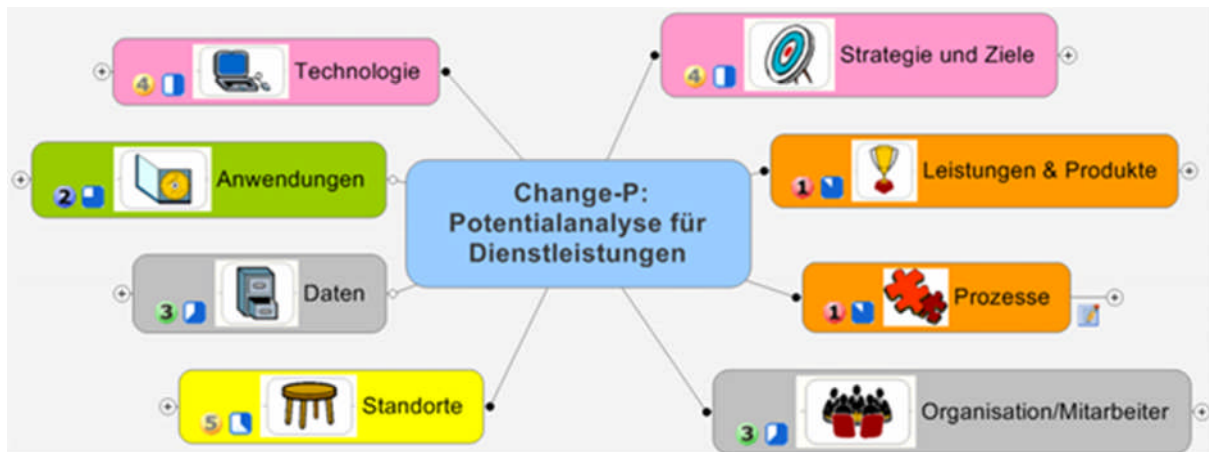 Technologie
4
Strategie und Ziele
4
Anwendungen
2
Change-P:
Potentialanalyse für
Dienstleistungen
Leistungen & Produkte
1
Daten
3
Prozesse
1
Standorte
5
Organisation/Mitarbeiter
3